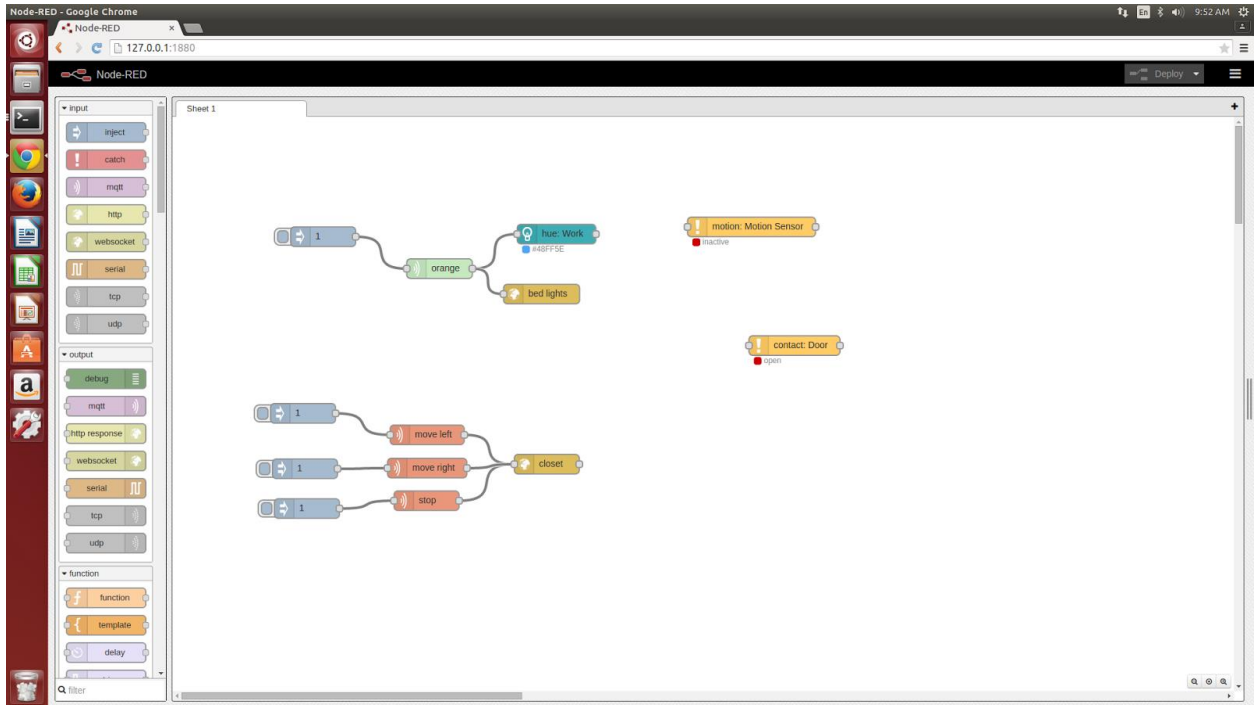 Node-RED - Google Chrome
En
9:52 AM
Node-RED
127.0.0.1:1880
Node-RED
Deploy
input
inject
catch
mqtt
http
websocket
serial
tcp
udp
output
debug
mqtt
http response
websocket
serial
tcp
udp
function
function
template
delay
filter
Sheet 1
1
orange
hue: Work
#48FF5E
bed lights
motion: Motion Sensor
inactive
contact: Door
open
1
move left
1
move right
closet
1
stop